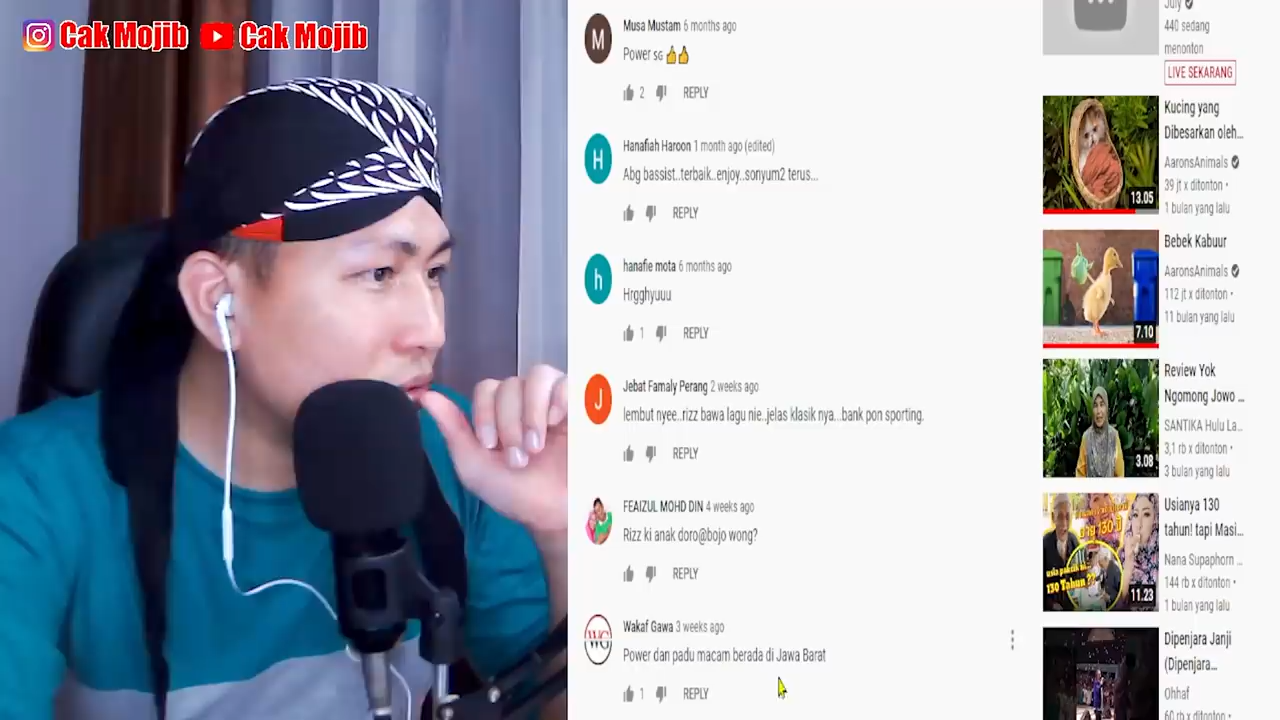 Cak Mojib Cak Mojib
M
Musa Mustam 6 months ago
Power sG 👍👍
2 REPLY
H
Hanafiah Haroon 1 month ago (edited)
Abg bassist..terbaik..enjoy..sonyum2 terus...
REPLY
h
hanafie mota 6 months ago
Hrgghyuuu
1 REPLY
J
Jebat Famaly Perang 2 weeks ago
lembut nyee..rizz bawa lagu nie..jelas klasik nya...bank pon sporting.
REPLY
FEAIZUL MOHD DIN 4 weeks ago
Rizz ki anak doro@bojo wong?
REPLY
WG
Wakaf Gawa 3 weeks ago
Power dan padu macam berada di Jawa Barat
1 REPLY
July
440 sedang
menonton
LIVE SEKARANG
Kucing yang
Dibesarkan oleh...
AaronsAnimals
39 jt x ditonton •
1 bulan yang lalu
13.05
Bebek Kabuur
AaronsAnimals
112 jt x ditonton •
11 bulan yang lalu
7.10
Review Yok
Ngomong Jowo ...
SANTIKA Hulu La...
3,1 rb x ditonton •
3 bulan yang lalu
3.08
Usianya 130
tahun! tapi Masi...
Nana Supaphorn ...
144 rb x ditonton •
1 bulan yang lalu
130 Tahun ??
11.23
Dipenjara Janji
(Dipenjara...
Ohhaf
60 rb x ditonton •